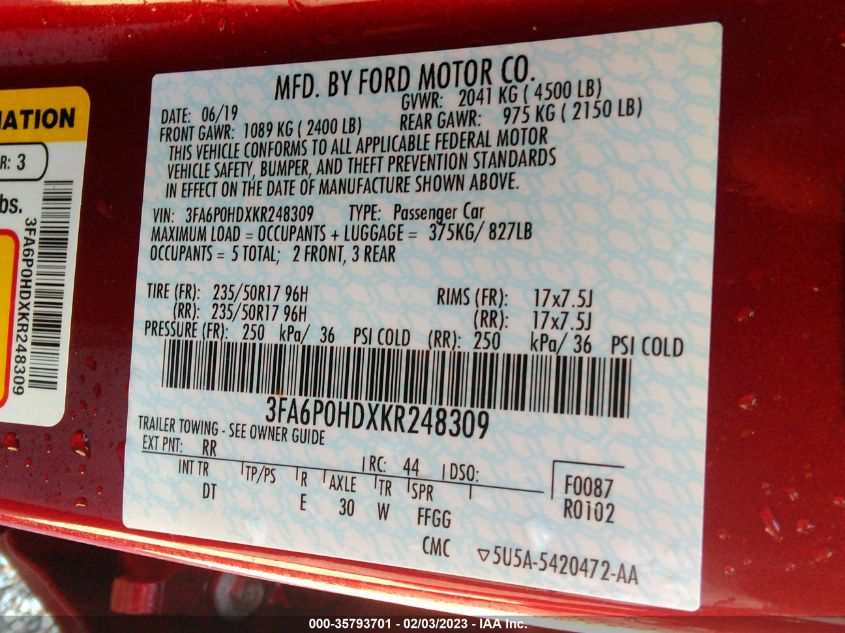 MFD. BY FORD MOTOR CO.
DATE: 06/19
GVWR: 2041 KG ( 4500 LB)
FRONT GAWR: 1089 KG ( 2400 LB)
REAR GAWR: 975 KG ( 2150 LB)
THIS VEHICLE CONFORMS TO ALL APPLICABLE FEDERAL MOTOR
VEHICLE SAFETY, BUMPER, AND THEFT PREVENTION STANDARDS
IN EFFECT ON THE DATE OF MANUFACTURE SHOWN ABOVE.
VIN: 3FA6P0HDXKR248309 TYPE: Passenger Car
MAXIMUM LOAD = OCCUPANTS + LUGGAGE = 375KG/ 827LB
OCCUPANTS = 5 TOTAL; 2 FRONT, 3 REAR
TIRE (FR): 235/50R17 96H RIMS (FR): 17x7.5J
(RR): 235/50R17 96H (RR): 17x7.5J
PRESSURE (FR): 250 kPa/ 36 PSI COLD (RR): 250 kPa/ 36 PSI COLD
3FA6P0HDXKR248309
TRAILER TOWING - SEE OWNER GUIDE
EXT PNT: RR RC: 44 DSO:
INT TR TP/PS R AXLE TR SPR
DT E 30 W FFGG
F0087
R0102
CMC ▽5U5A-5420472-AA
MATION
R: 3
bs.
3FA6P0HDXKR248309
000-35793701 - 02/03/2023 - IAA Inc.